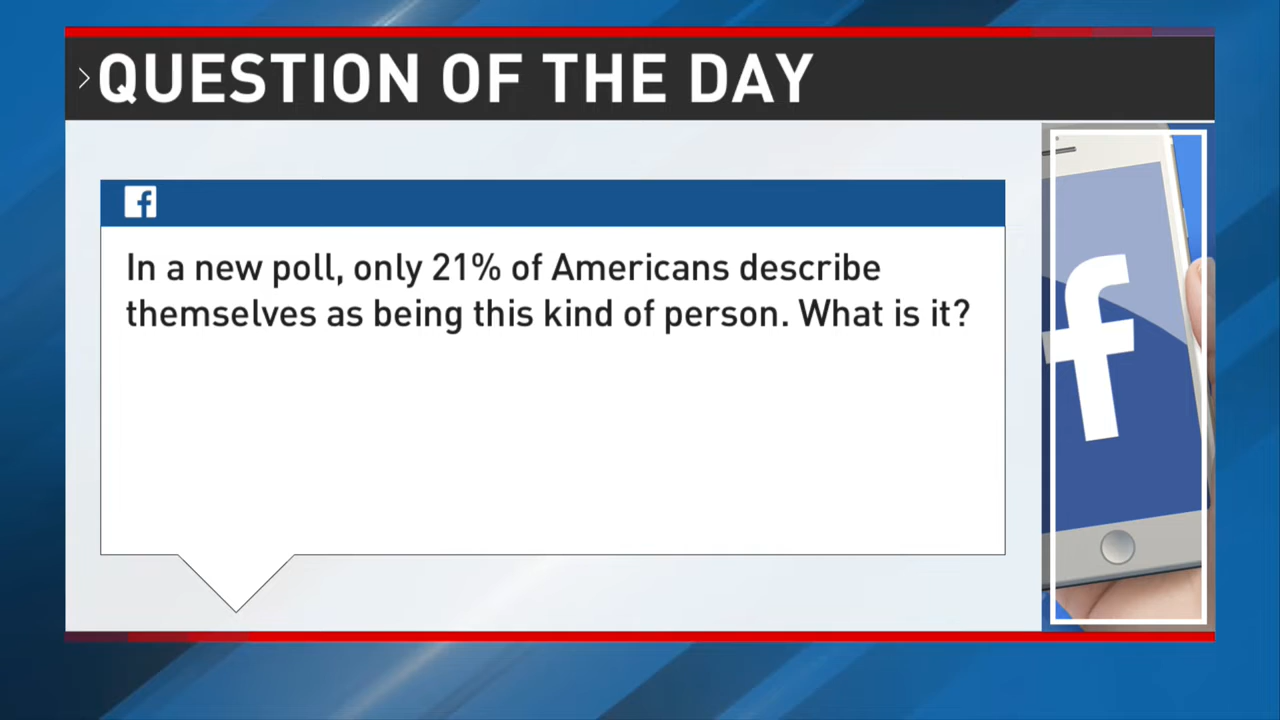 QUESTION OF THE DAY
In a new poll, only 21% of Americans describe
themselves as being this kind of person. What is it?